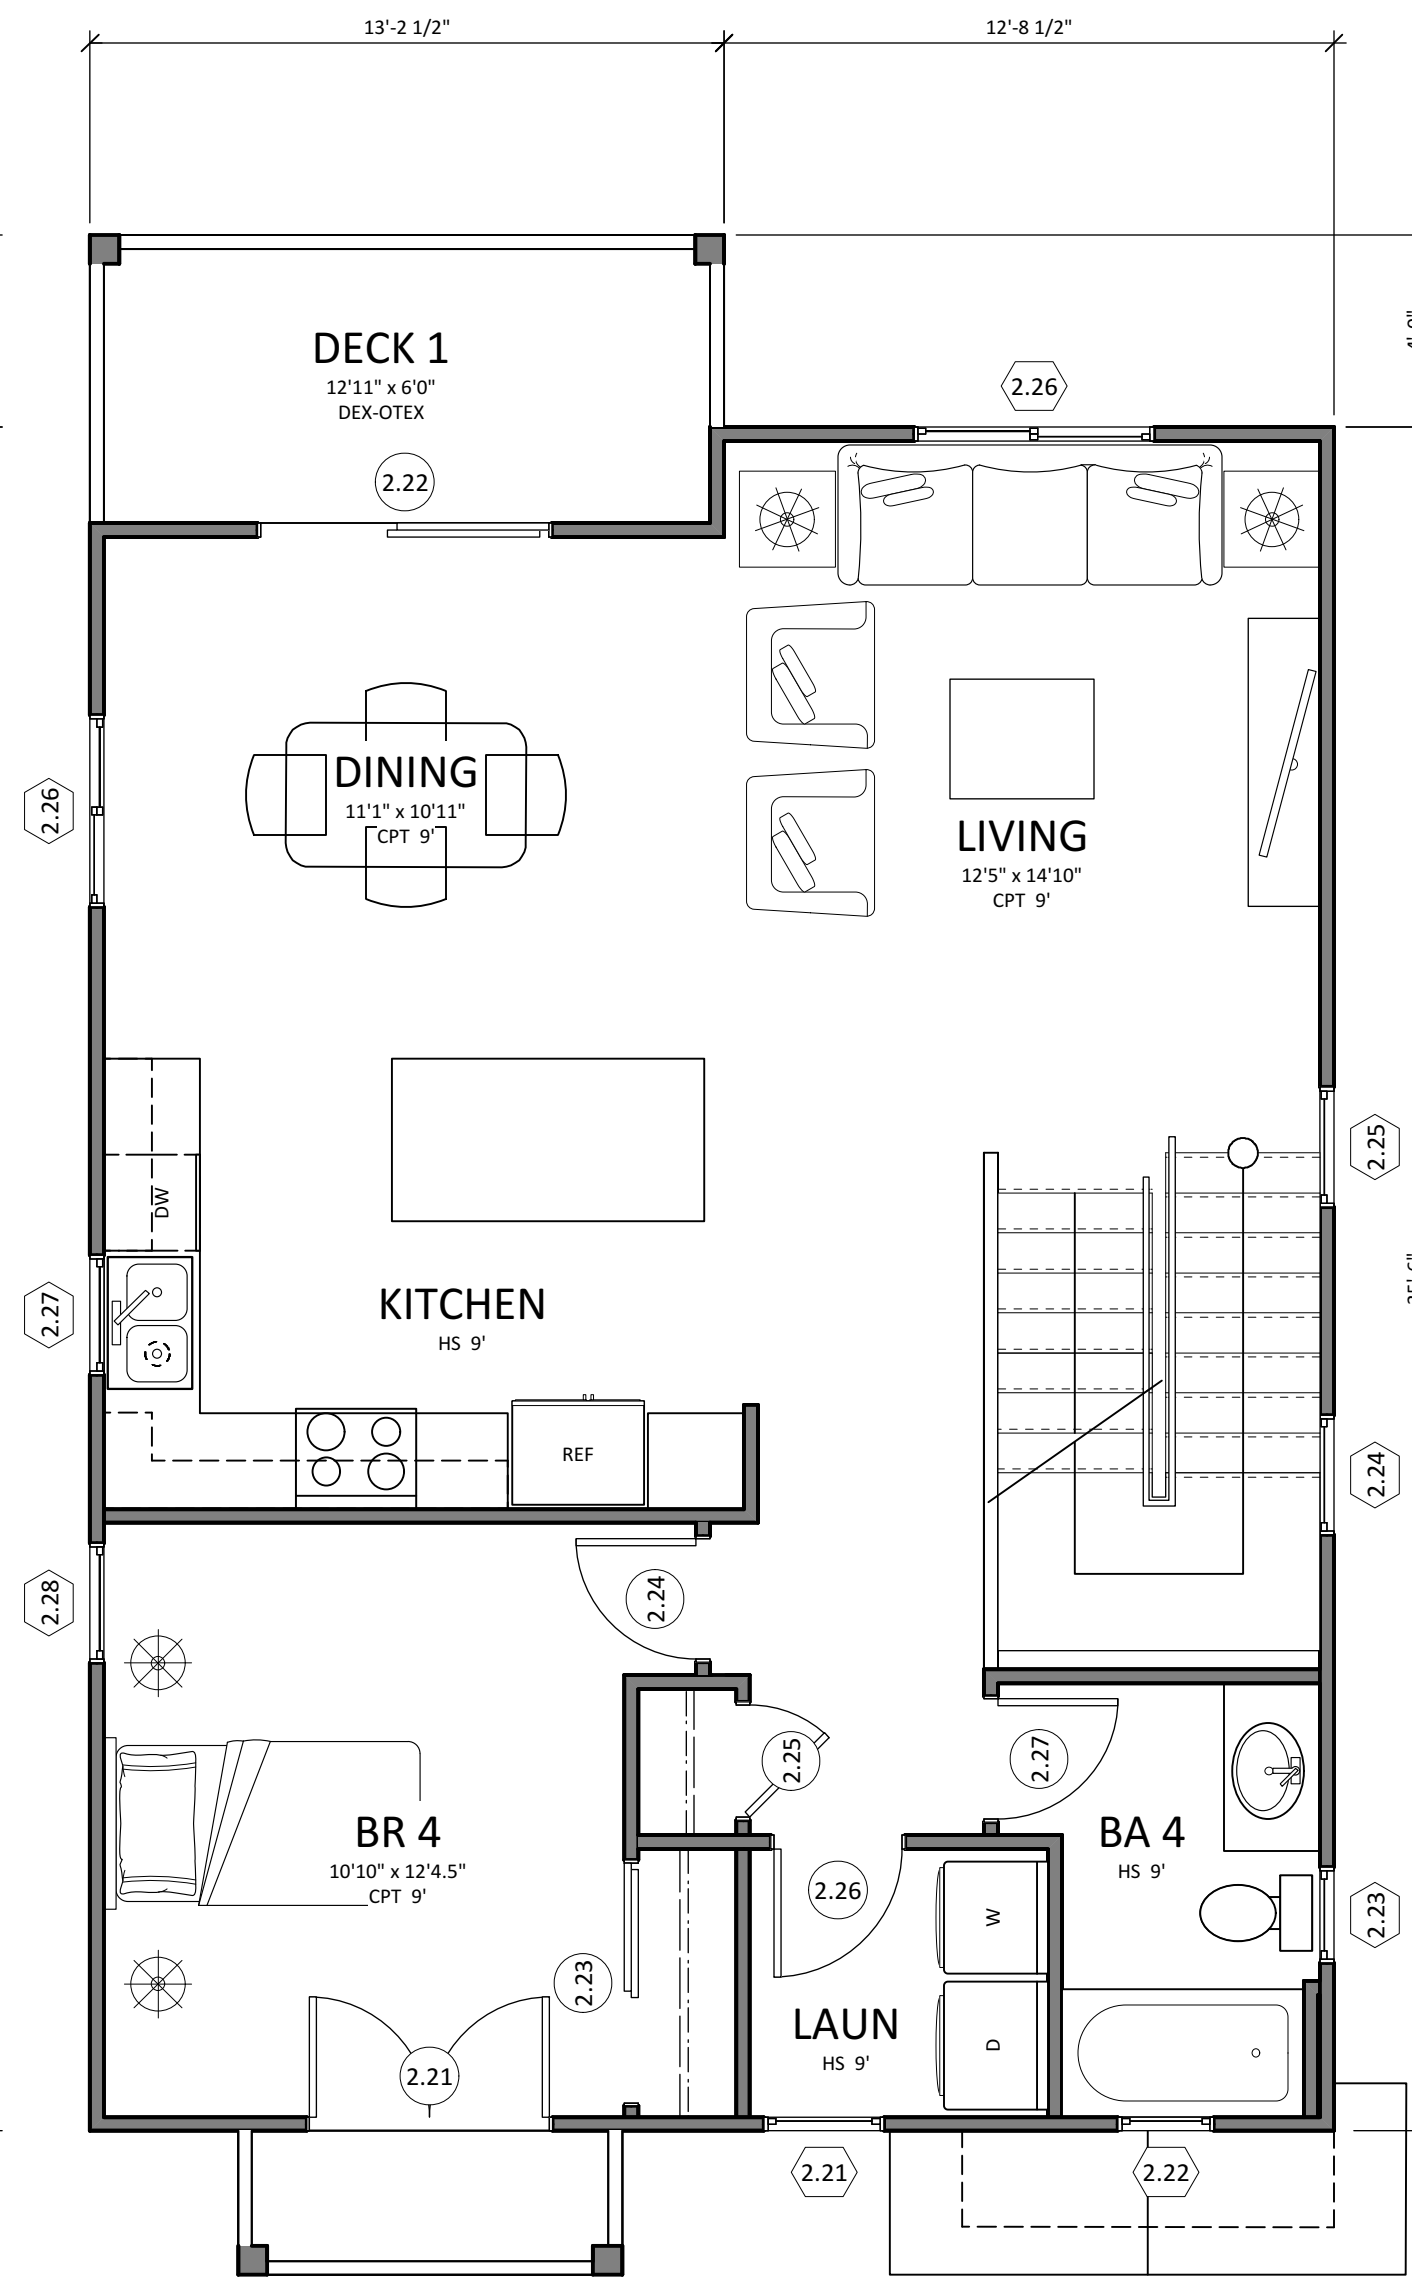 13'-2 1/2"
12'-8 1/2"
DECK 1
12'11" x 6'0"
DEX-OTEX
2.26
2.22
DINING
11'1" x 10'11"
CPT 9'
2.26
LIVING
12'5" x 14'10"
CPT 9'
2.25
DW
2.27
KITCHEN
HS 9'
REF
2.24
2.28
2.24
2.25
2.27
BR 4
10'10" x 12'4.5"
CPT 9'
BA 4
HS 9'
2.26
W
2.23
2.23
LAUN
HS 9'
D
2.21
2.21
2.22